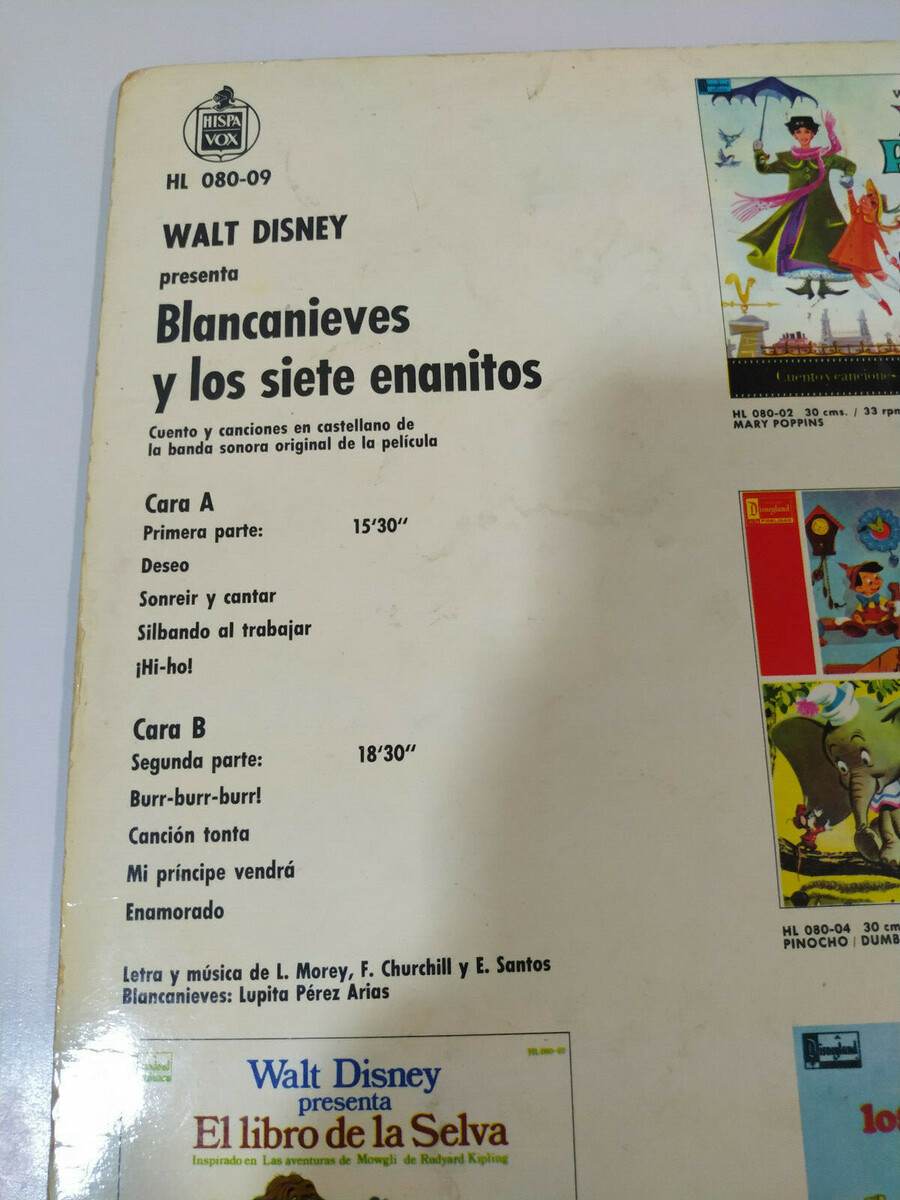 HISPA
VOX
HL 080-09
WALT DISNEY
presenta
Blancanieves
y los siete enanitos
Cuento y canciones en castellano de
la banda sonora original de la película
Cara A
Primera parte: 15'30"
Deseo
Sonreir y cantar
Silbando al trabajar
¡Hi-ho!
Cara B
Segunda parte: 18'30"
Burr-burr-burr!
Canción tonta
Mi príncipe vendrá
Enamorado
Letra y música de L. Morey, F. Churchill y E. Santos
Blancanieves: Lupita Pérez Arias
Walt Disney
presenta
El libro de la Selva
Inspirado en Las aventuras de Mowgli de Rudyard Kipling
Cuento y canciones
HL 080-02 30 cms. / 33 rpm
MARY POPPINS
Disneyland
HL 080-04 30 cm
PINOCHO / DUMB
Disneyland
los